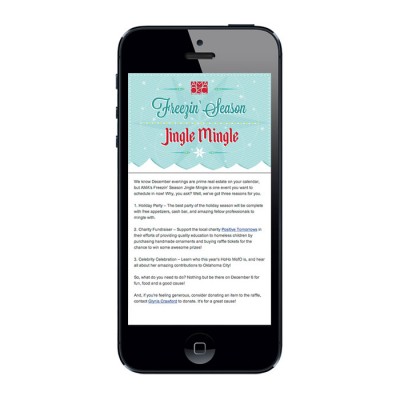 AMA
OKC
Freezin' Season
Jingle Mingle
We know December evenings are prime real estate on your calendar,
but AMA's Freezin' Season Jingle Mingle is one event you want to
schedule in now! Why, you ask? Well, we've got three reasons for you.
1. Holiday Party – The best party of the holiday season will be complete
with free appetizers, cash bar, and amazing fellow professionals to
mingle with.
2. Charity Fundraiser – Support the local charity Positive Tomorrows in
their efforts of providing quality education to homeless children by
purchasing handmade ornaments and buying raffle tickets for the
chance to win some awesome prizes!
3. Celebrity Celebration – Learn who this year's HoHo MofO is, and hear
all about her amazing contributions to Oklahoma City!
So, what do you need to do? Nothing but be there on December 6 for
fun, food and a good cause!
And, if you're feeling generous, consider donating an item to the raffle,
contact Glynis Crawford to donate. It's for a great cause!